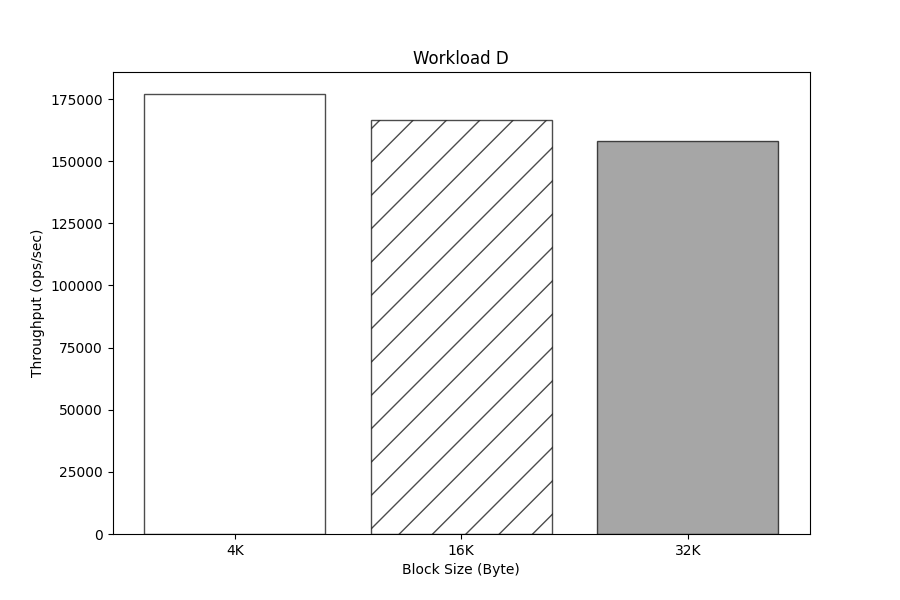 Workload D
175000
150000
125000
100000
75000
50000
25000
0
Throughput (ops/sec)
4K 16K 32K
Block Size (Byte)